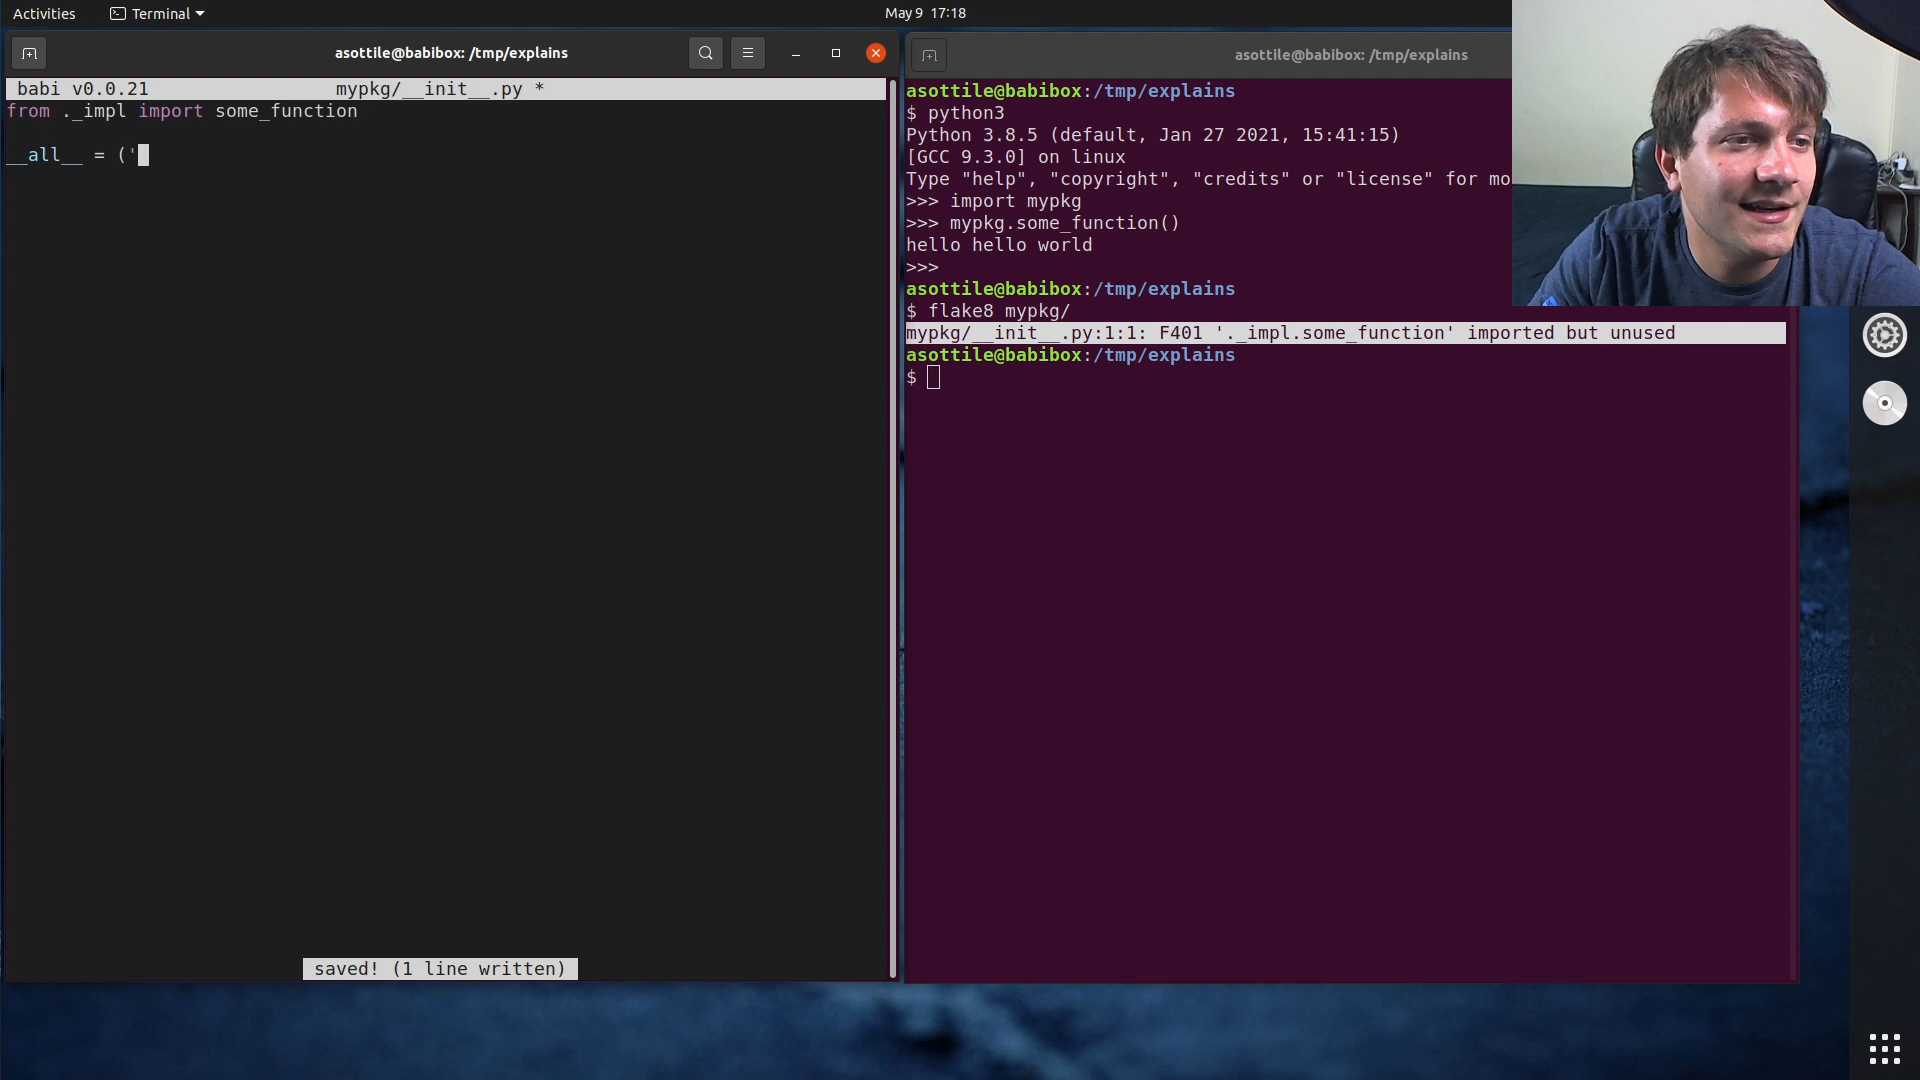 Activities
Terminal
May 9 17:18
asottile@babibox: /tmp/explains
babi v0.0.21 mypkg/__init__.py *
from ._impl import some_function
__all__ = ('
saved! (1 line written)
asottile@babibox: /tmp/explains
asottile@babibox:/tmp/explains
$ python3
Python 3.8.5 (default, Jan 27 2021, 15:41:15)
[GCC 9.3.0] on linux
Type "help", "copyright", "credits" or "license" for mo
>>> import mypkg
>>> mypkg.some_function()
hello hello world
>>>
asottile@babibox:/tmp/explains
$ flake8 mypkg/
mypkg/__init__.py:1:1: F401 '._impl.some_function' imported but unused
asottile@babibox:/tmp/explains
$